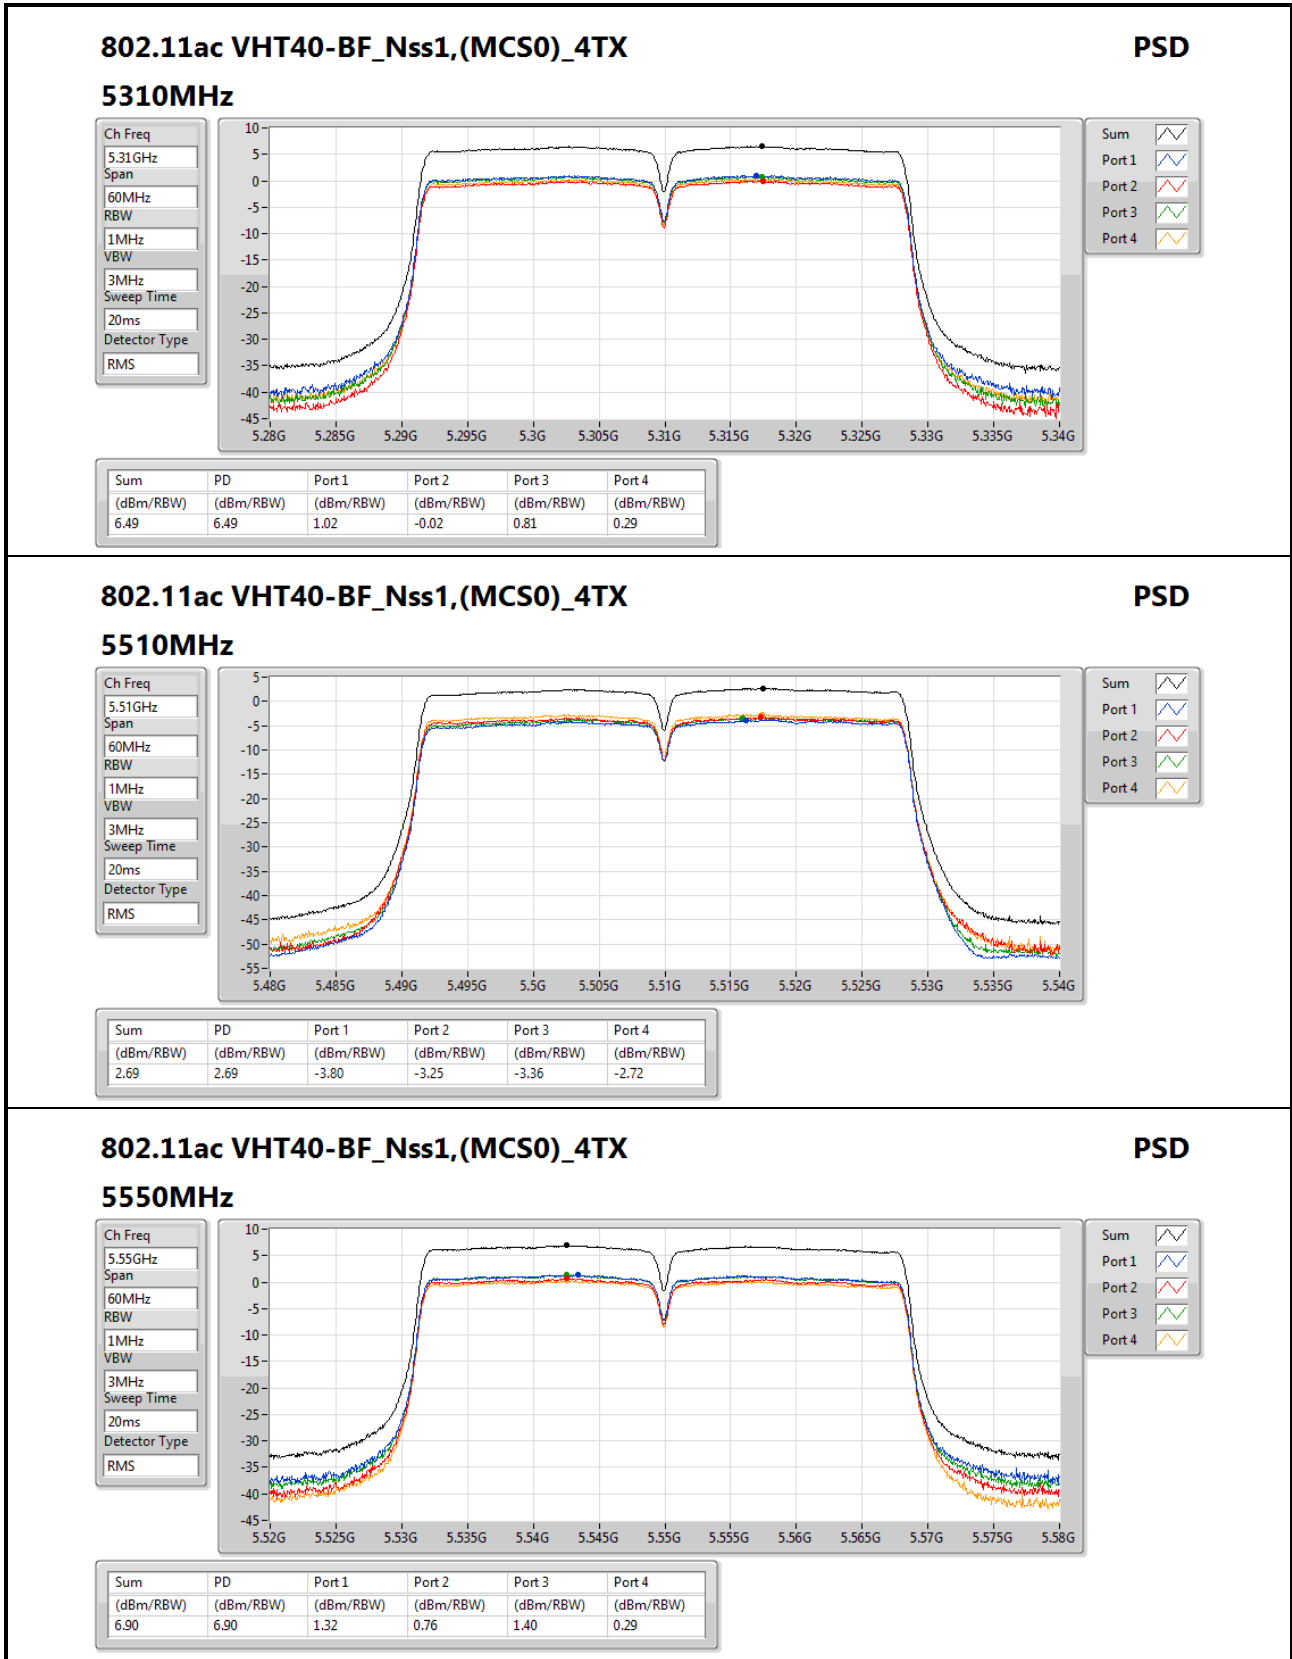 802.11ac VHT40-BF_Nss1,(MCS0)_4TX PSD
5310MHz
Ch Freq
5.31GHz
Span
60MHz
RBW
1MHz
VBW
3MHz
Sweep Time
20ms
Detector Type
RMS
10
5
0
-5
-10
-15
-20
-25
-30
-35
-40
-45
5.28G 5.285G 5.29G 5.295G 5.3G 5.305G 5.31G 5.315G 5.32G 5.325G 5.33G 5.335G 5.34G
Sum
Port 1
Port 2
Port 3
Port 4
Sum PD Port 1 Port 2 Port 3 Port 4
(dBm/RBW) (dBm/RBW) (dBm/RBW) (dBm/RBW) (dBm/RBW) (dBm/RBW)
6.49 6.49 1.02 -0.02 0.81 0.29
802.11ac VHT40-BF_Nss1,(MCS0)_4TX PSD
5510MHz
Ch Freq
5.51GHz
Span
60MHz
RBW
1MHz
VBW
3MHz
Sweep Time
20ms
Detector Type
RMS
5
0
-5
-10
-15
-20
-25
-30
-35
-40
-45
-50
-55
5.48G 5.485G 5.49G 5.495G 5.5G 5.505G 5.51G 5.515G 5.52G 5.525G 5.53G 5.535G 5.54G
Sum
Port 1
Port 2
Port 3
Port 4
Sum PD Port 1 Port 2 Port 3 Port 4
(dBm/RBW) (dBm/RBW) (dBm/RBW) (dBm/RBW) (dBm/RBW) (dBm/RBW)
2.69 2.69 -3.80 -3.25 -3.36 -2.72
802.11ac VHT40-BF_Nss1,(MCS0)_4TX PSD
5550MHz
Ch Freq
5.55GHz
Span
60MHz
RBW
1MHz
VBW
3MHz
Sweep Time
20ms
Detector Type
RMS
10
5
0
-5
-10
-15
-20
-25
-30
-35
-40
-45
5.52G 5.525G 5.53G 5.535G 5.54G 5.545G 5.55G 5.555G 5.56G 5.565G 5.57G 5.575G 5.58G
Sum
Port 1
Port 2
Port 3
Port 4
Sum PD Port 1 Port 2 Port 3 Port 4
(dBm/RBW) (dBm/RBW) (dBm/RBW) (dBm/RBW) (dBm/RBW) (dBm/RBW)
6.90 6.90 1.32 0.76 1.40 0.29